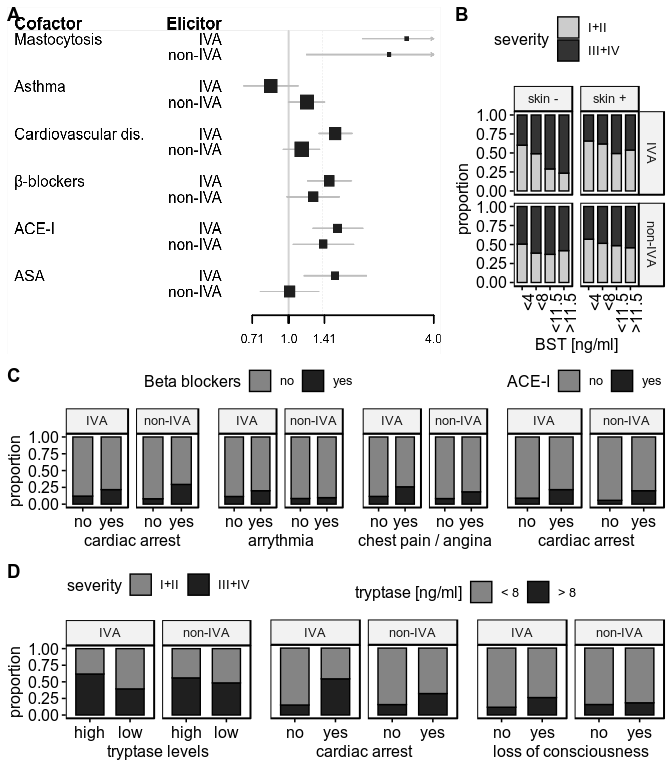 A
Cofactor Elicitor
Mastocytosis IVA
non-IVA
Asthma IVA
non-IVA
Cardiovascular dis. IVA
non-IVA
β-blockers IVA
non-IVA
ACE-I IVA
non-IVA
ASA IVA
non-IVA
0.71 1.0 1.41 4.0
B
severity I+II
III+IV
skin - skin +
1.00
0.75
0.50
0.25
0.00
IVA
1.00
0.75
0.50
0.25
0.00
non-IVA
proportion
<4 <8 <11.5 >11.5 <4 <8 <11.5 >11.5
BST [ng/ml]
C
Beta blockers no yes ACE-I no yes
IVA non-IVA IVA non-IVA IVA non-IVA IVA non-IVA
1.00
0.75
0.50
0.25
0.00
proportion
no yes no yes no yes no yes no yes no yes no yes no yes
cardiac arrest arrythmia chest pain / angina cardiac arrest
D
severity I+II III+IV tryptase [ng/ml] < 8 > 8
IVA non-IVA IVA non-IVA IVA non-IVA
1.00
0.75
0.50
0.25
0.00
proportion
high low high low no yes no yes no yes no yes
tryptase levels cardiac arrest loss of consciousness